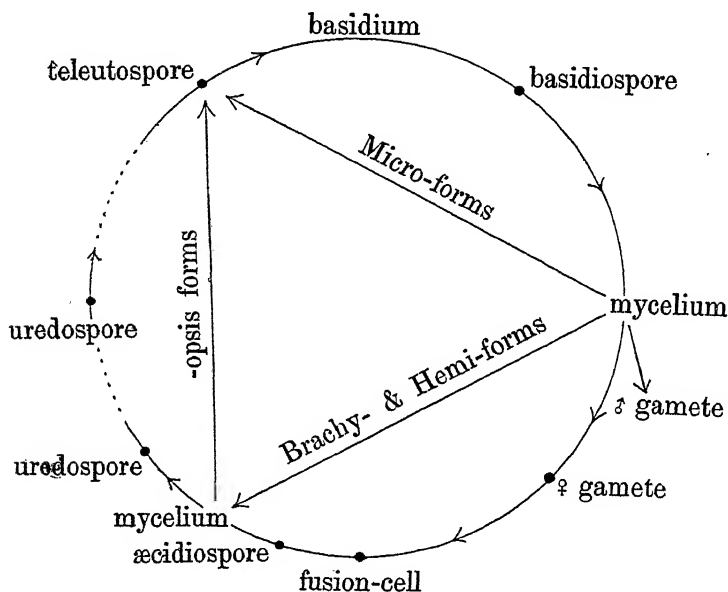 basidium
teleutospore
basidiospore
Micro-forms
-opsis forms
mycelium
uredospore
Brachy- & Hemi-forms
♂ gamete
uredospore
♀ gamete
mycelium
æcidiospore
fusion-cell